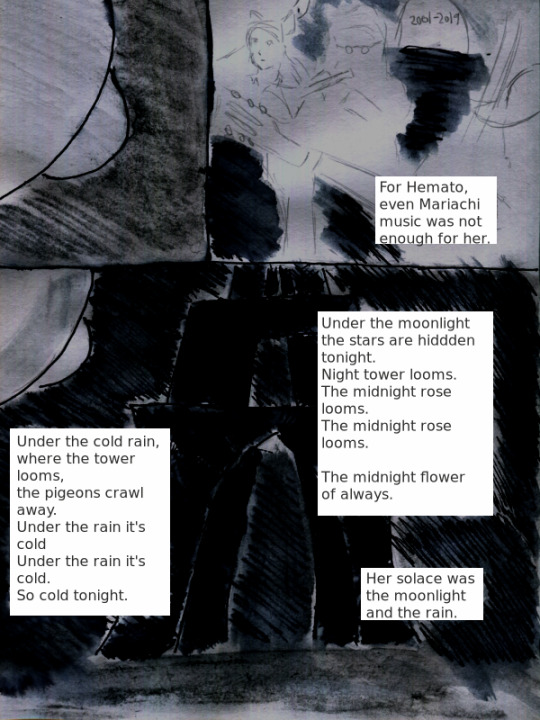 2001-2019
For Hemato,
even Mariachi
music was not
enough for her.
Under the moonlight
the stars are hiddden
tonight.
Night tower looms.
The midnight rose
looms.
The midnight rose
looms.
The midnight flower
of always.
Under the cold rain,
where the tower
looms,
the pigeons crawl
away.
Under the rain it's
cold
Under the rain it's
cold.
So cold tonight.
Her solace was
the moonlight
and the rain.